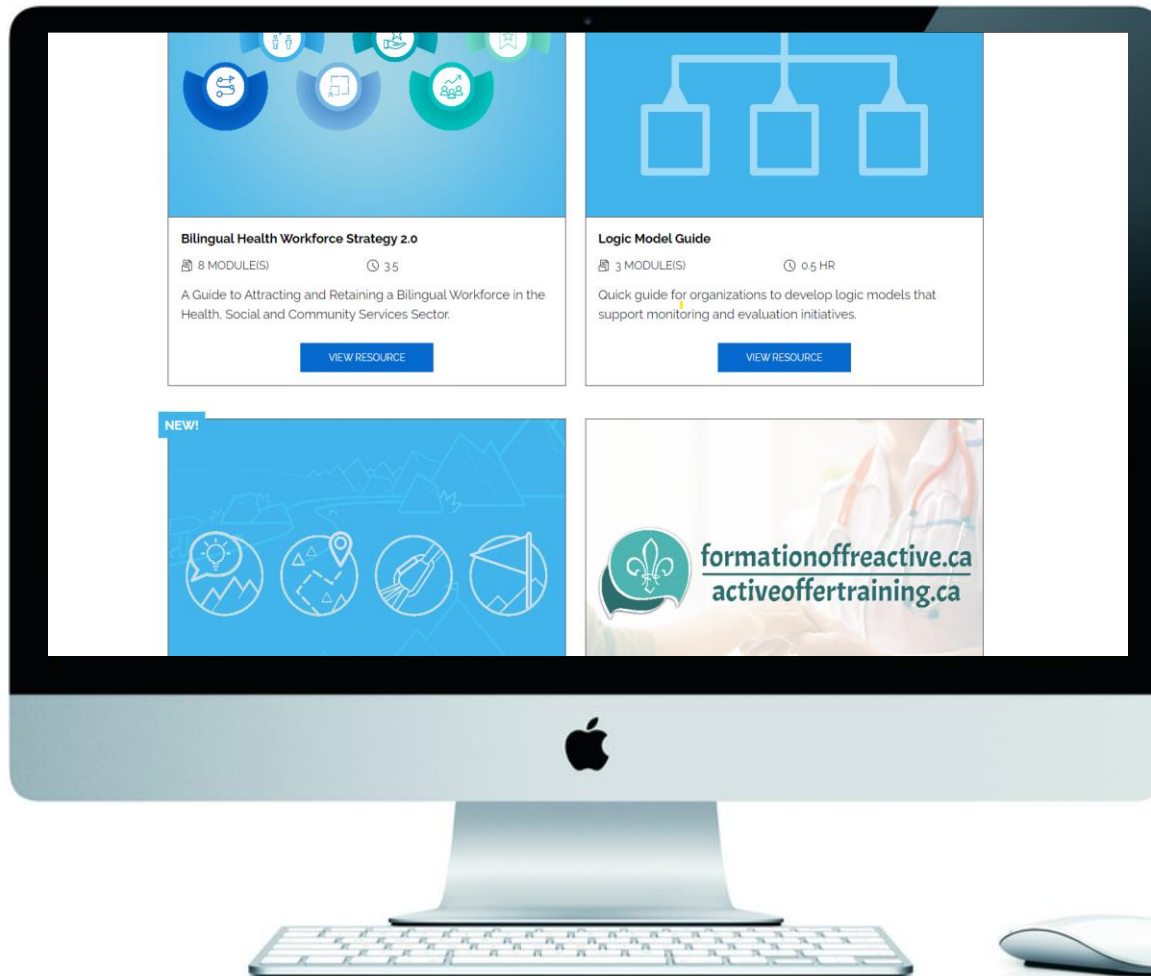 Bilingual Health Workforce Strategy 2.0
8 MODULE(S) 3.5
A Guide to Attracting and Retaining a Bilingual Workforce in the
Health, Social and Community Services Sector.
VIEW RESOURCE
Logic Model Guide
3 MODULE(S) 0.5 HR
Quick guide for organizations to develop logic models that
support monitoring and evaluation initiatives.
VIEW RESOURCE
NEW!
formationoffreactive.ca
activeoffertraining.ca